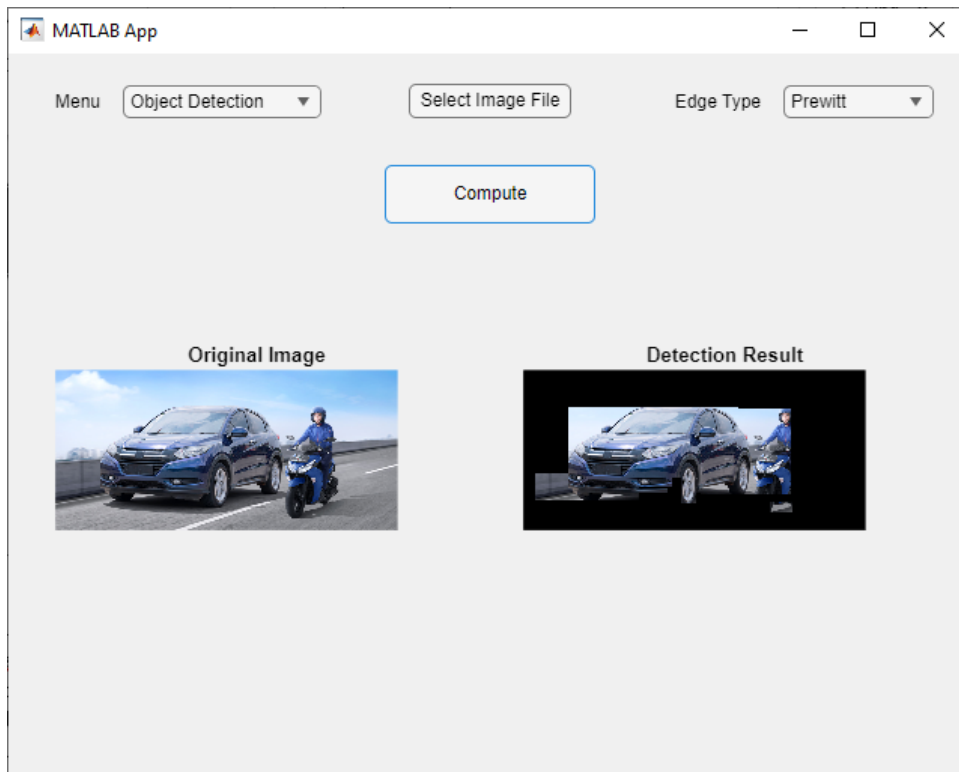 MATLAB App
Menu Object Detection Select Image File Edge Type Prewitt
Compute
Original Image Detection Result